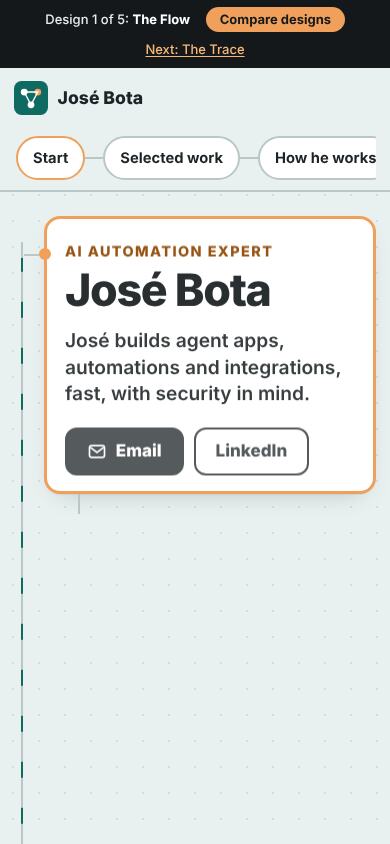 Design 1 of 5: The Flow Compare designs
Next: The Trace
José Bota
Start Selected work How he works
AI AUTOMATION EXPERT
José Bota
José builds agent apps,
automations and integrations,
fast, with security in mind.
Email LinkedIn